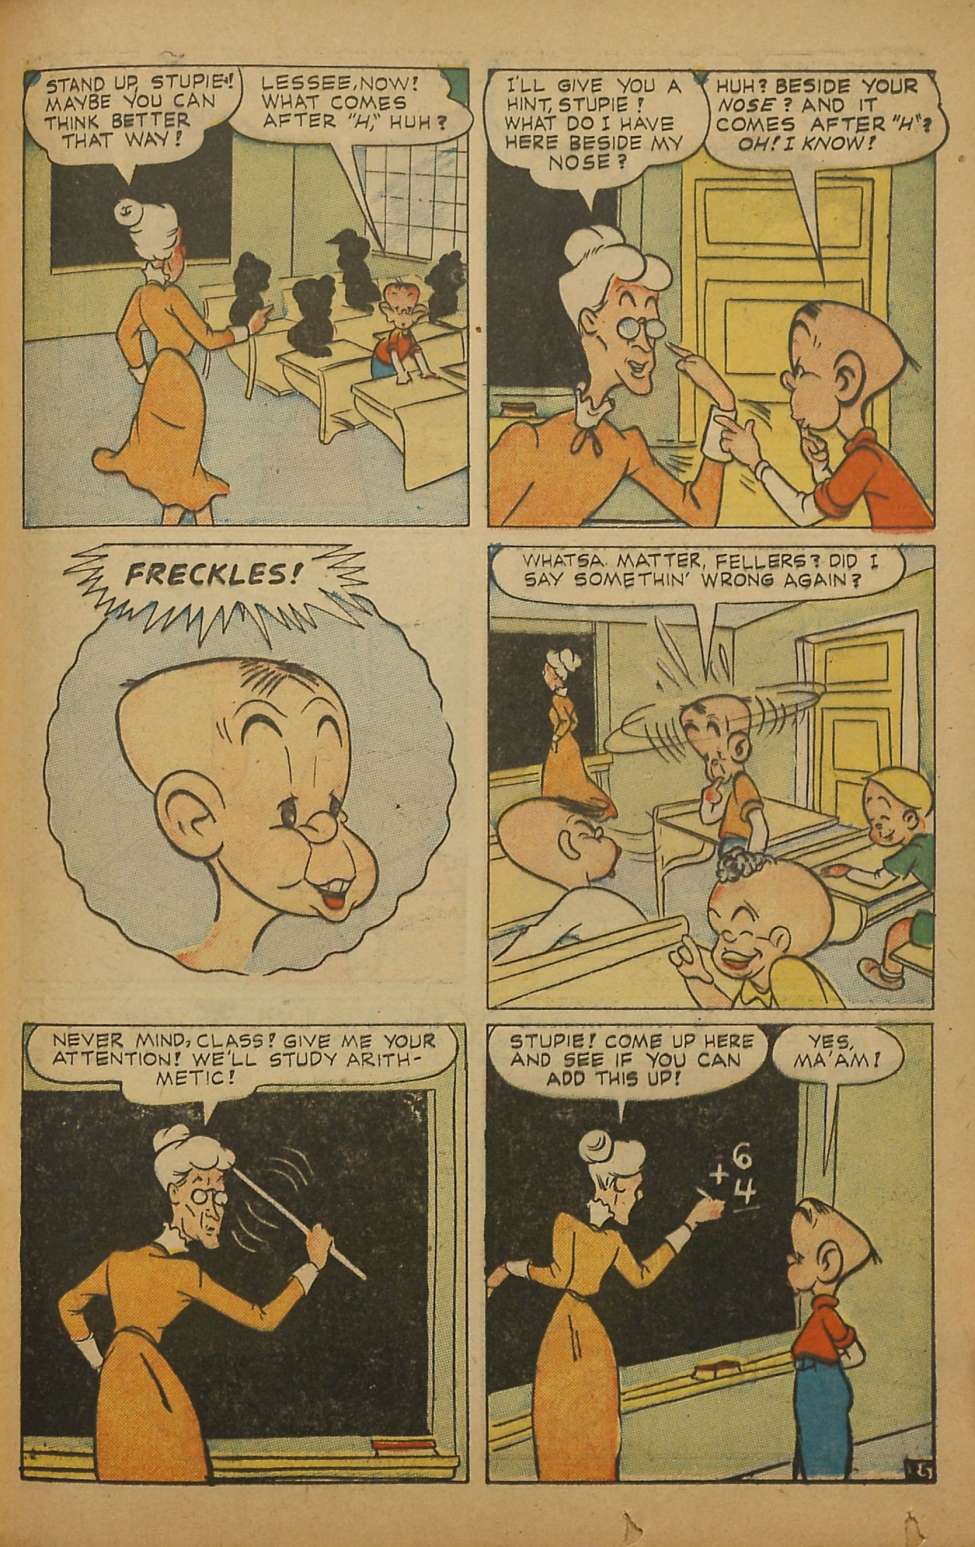 STAND UP, STUPIE!
MAYBE YOU CAN
THINK BETTER
THAT WAY!
LESSEE, NOW!
WHAT COMES
AFTER "H," HUH?
I'LL GIVE YOU A
HINT, STUPIE!
WHAT DO I HAVE
HERE BESIDE MY
NOSE?
HUH? BESIDE YOUR
NOSE? AND IT
COMES AFTER "H"?
OH! I KNOW!
FRECKLES!
WHATSA MATTER, FELLERS? DID I
SAY SOMETHIN' WRONG AGAIN?
NEVER MIND, CLASS! GIVE ME YOUR
ATTENTION! WE'LL STUDY ARITH-
METIC!
STUPIE! COME UP HERE
AND SEE IF YOU CAN
ADD THIS UP!
YES,
MA'AM!
6
+4